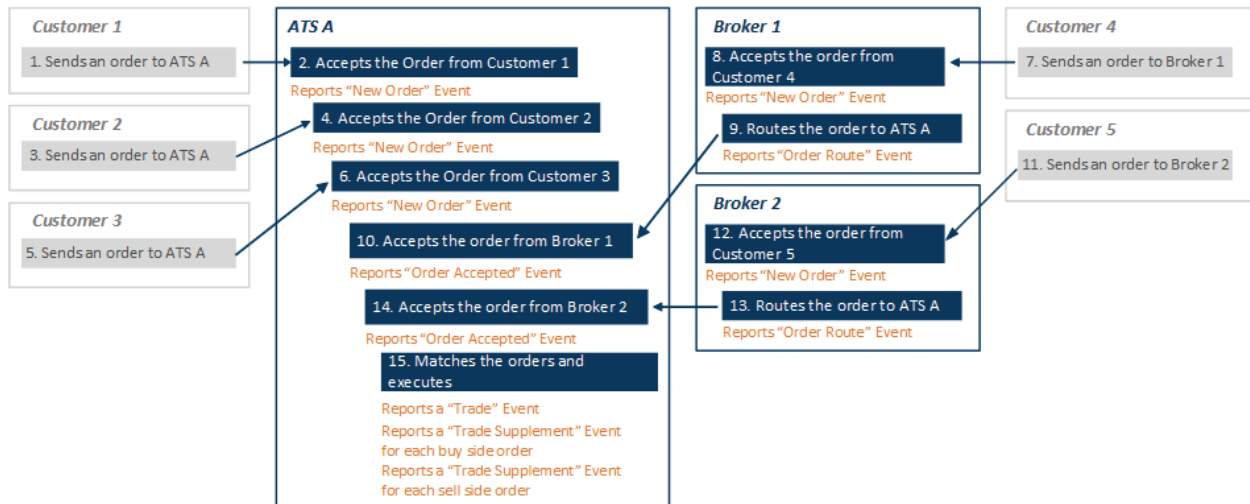 Customer 1
1. Sends an order to ATS A
Customer 2
3. Sends an order to ATS A
Customer 3
5. Sends an order to ATS A
ATS A
2. Accepts the Order from Customer 1
Reports “New Order” Event
4. Accepts the Order from Customer 2
Reports “New Order” Event
6. Accepts the Order from Customer 3
Reports “New Order” Event
10. Accepts the order from Broker 1
Reports “Order Accepted” Event
14. Accepts the order from Broker 2
Reports “Order Accepted” Event
15. Matches the orders and
executes
Reports a “Trade” Event
Reports a “Trade Supplement” Event
for each buy side order
Reports a “Trade Supplement” Event
for each sell side order
Broker 1
8. Accepts the order from
Customer 4
Reports “New Order” Event
9. Routes the order to ATS A
Reports “Order Route” Event
Broker 2
12. Accepts the order from
Customer 5
Reports “New Order” Event
13. Routes the order to ATS A
Reports “Order Route” Event
Customer 4
7. Sends an order to Broker 1
Customer 5
11. Sends an order to Broker 2